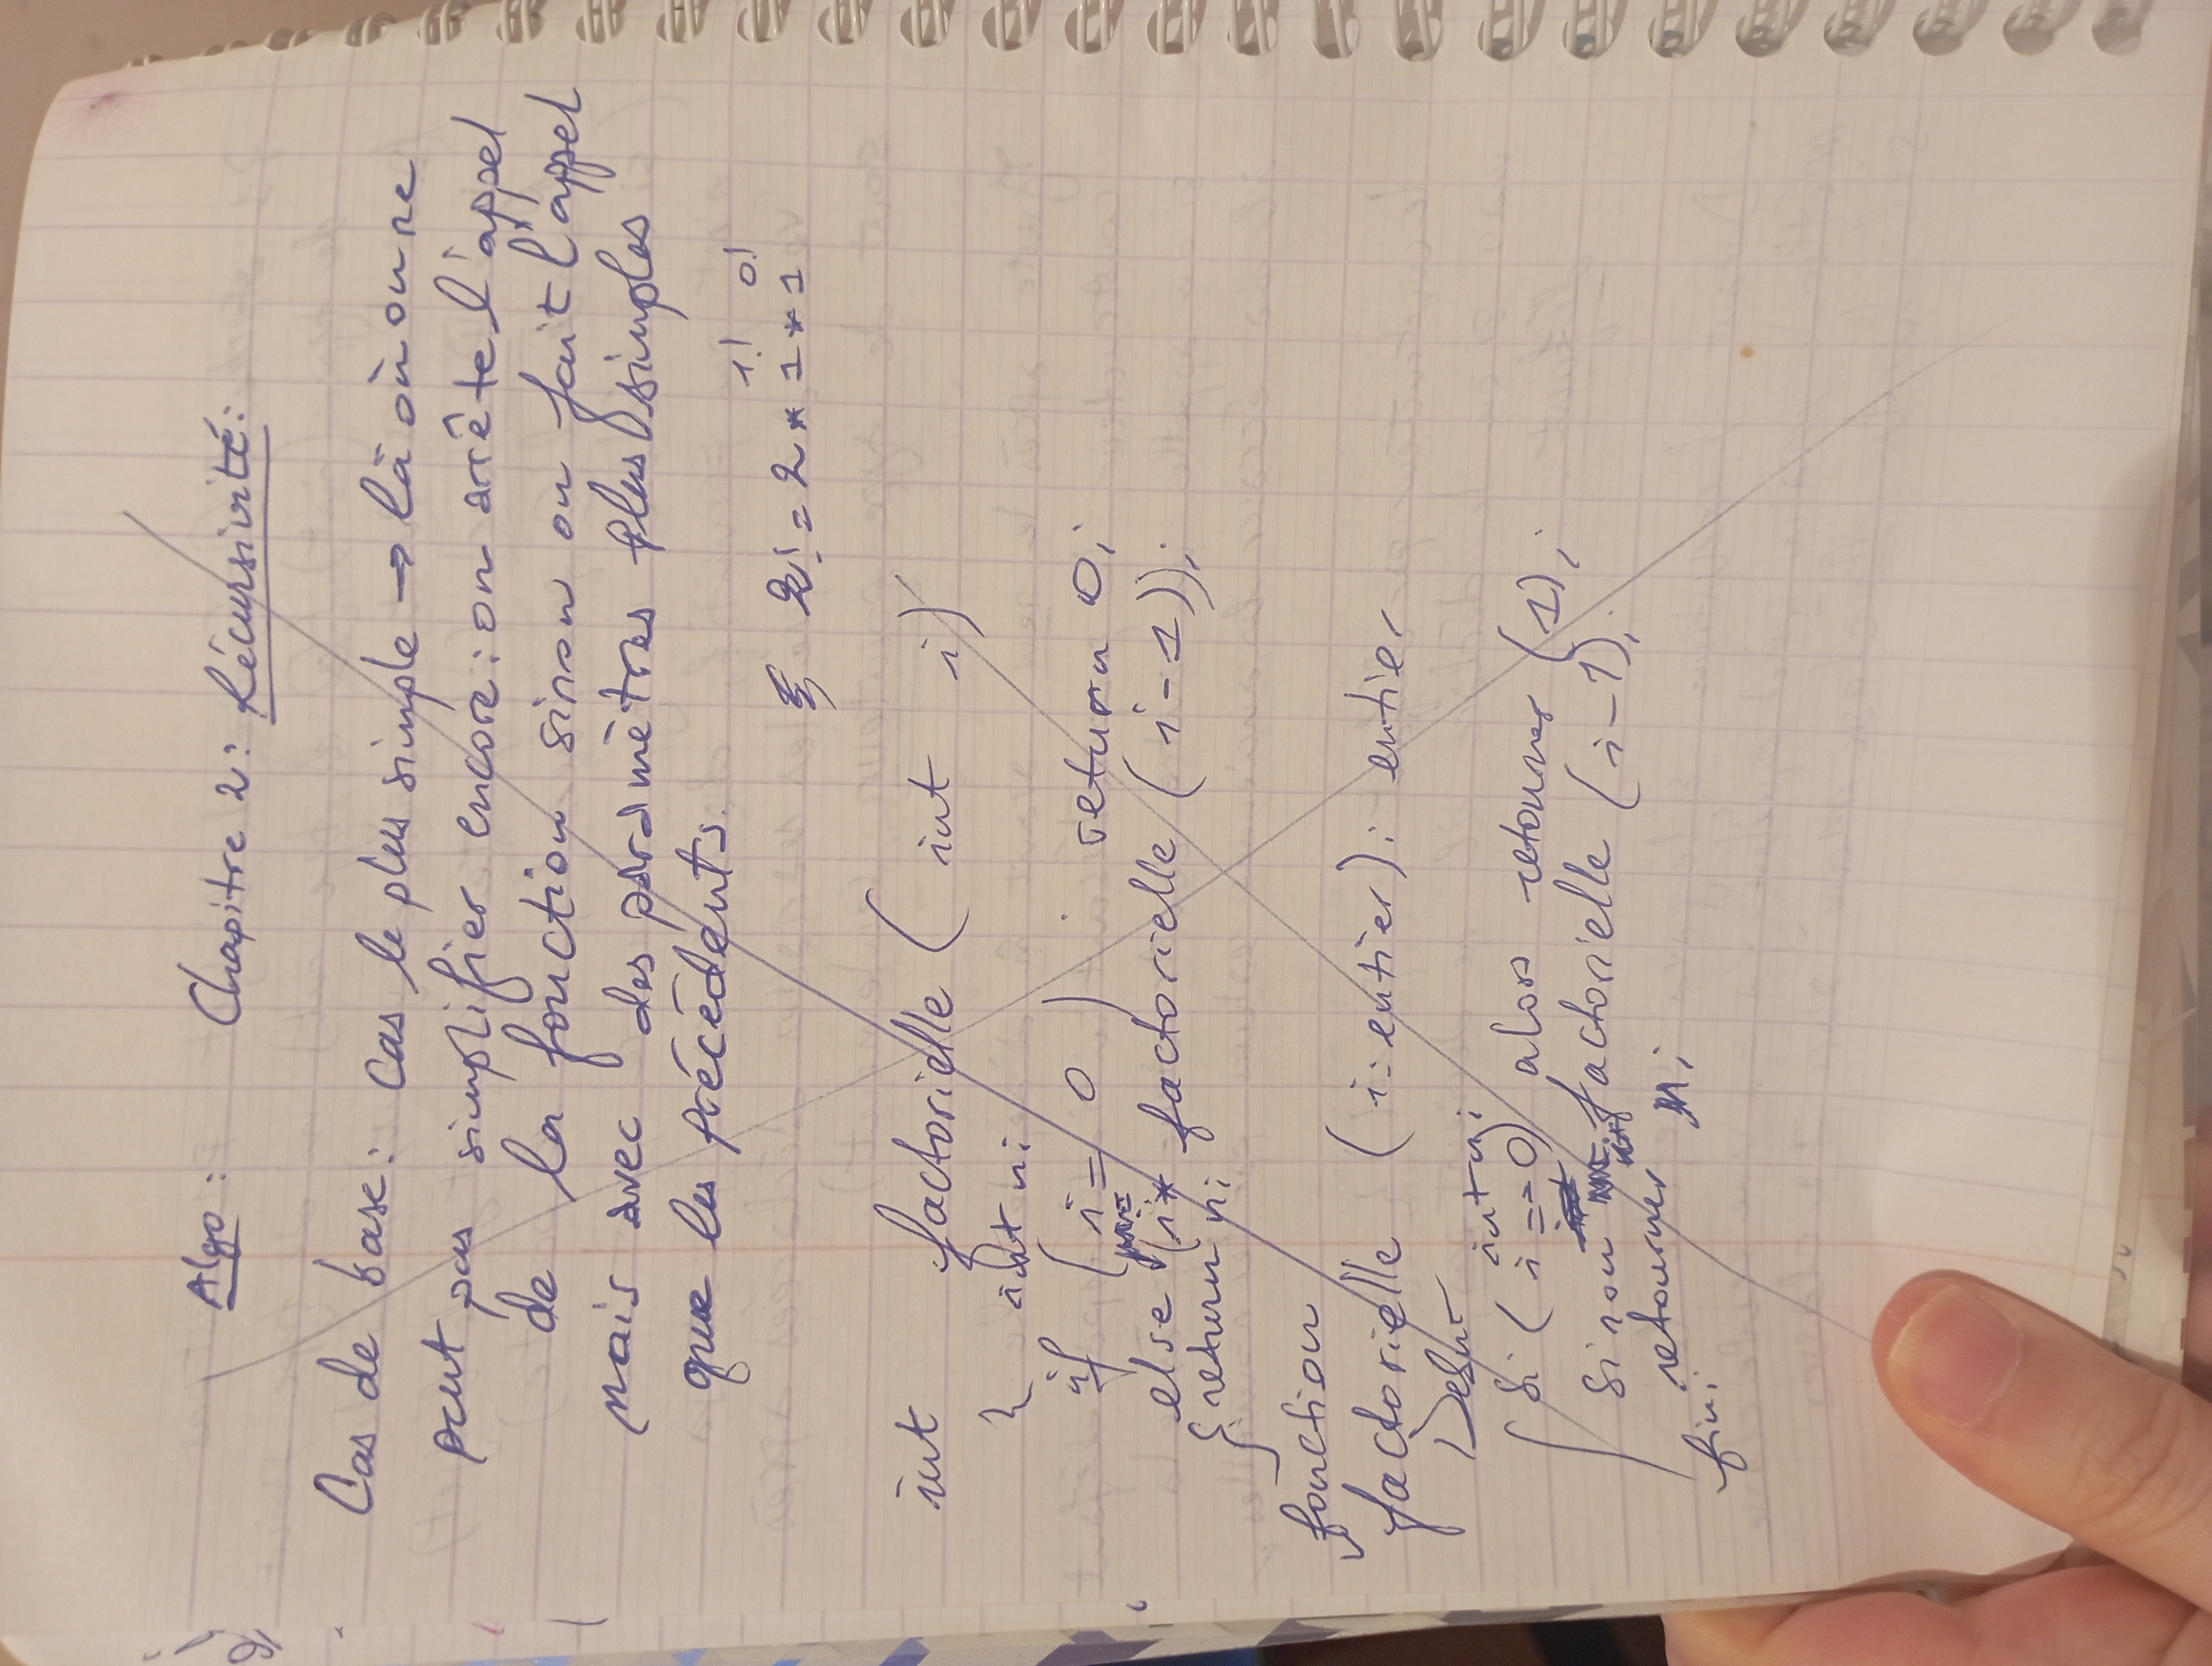 Algo : Chapitre 2 : Récursivité :
Cas de base : Cas le plus simple → là où on ne
peut pas simplifier encore : on arrête l'appel
de la fonction sinon on fait l'appel
mais avec des paramètres plus simples
que les précédents.
1! 0!
2! = 2 * 1 * 1
int factorielle ( int i )
{ int n ;
if ( i = 0 ) return 0 ;
else (i * factorielle ( i - 1 )) ;
return n ;
}
fonction
factorielle ( i : entier ) : entier
Debut
int n ;
Si ( i == 0 ) alors retourner (1) ;
Sinon factorielle ( i - 1 ) ;
retourner n ;
fin ;